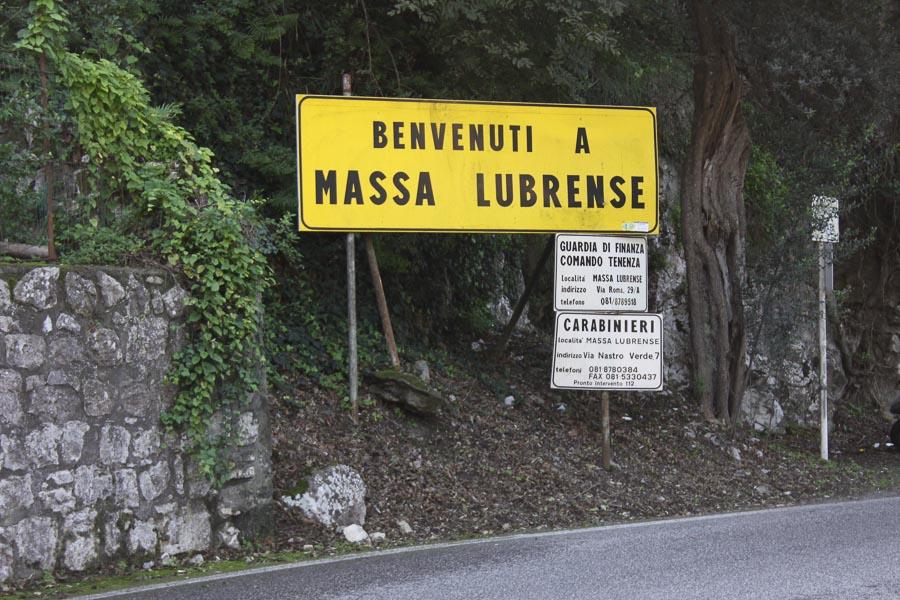 BENVENUTI A
MASSA LUBRENSE
GUARDIA DI FINANZA
COMANDO TENENZA
località MASSA LUBRENSE
indirizzo Via Roma, 29/A
telefono 081/8789518
CARABINIERI
località MASSA LUBRENSE
indirizzo Via Nastro Verde,7
telefoni 081·8780384
FAX 081·5330437
Pronto intervento 112